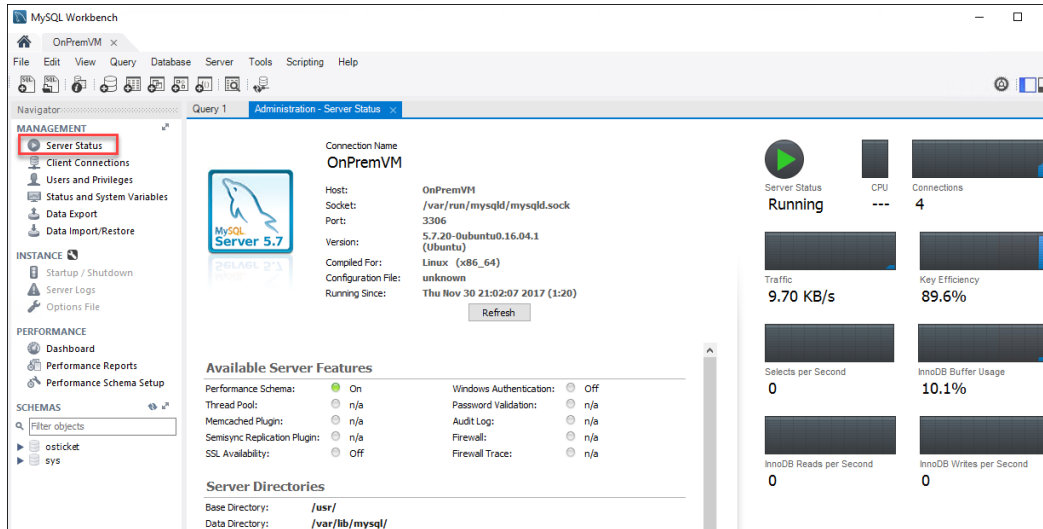 MySQL Workbench
OnPremVM ×
File Edit View Query Database Server Tools Scripting Help
Navigator
Query 1
Administration - Server Status ×
MANAGEMENT
Server Status
Client Connections
Users and Privileges
Status and System Variables
Data Export
Data Import/Restore
INSTANCE
Startup / Shutdown
Server Logs
Options File
PERFORMANCE
Dashboard
Performance Reports
Performance Schema Setup
SCHEMAS
Filter objects
osticket
sys
MySQL
Server 5.7
Connection Name
OnPremVM
Host: OnPremVM
Socket: /var/run/mysqld/mysqld.sock
Port: 3306
Version: 5.7.20-0ubuntu0.16.04.1
(Ubuntu)
Compiled For: Linux (x86_64)
Configuration File: unknown
Running Since: Thu Nov 30 21:02:07 2017 (1:20)
Refresh
Available Server Features
Performance Schema: On Windows Authentication: Off
Thread Pool: n/a Password Validation: n/a
Memcached Plugin: n/a Audit Log: n/a
Semisync Replication Plugin: n/a Firewall: n/a
SSL Availability: Off Firewall Trace: n/a
Server Directories
Base Directory: /usr/
Data Directory: /var/lib/mysql/
Server Status CPU Connections
Running --- 4
Traffic Key Efficiency
9.70 KB/s 89.6%
Selects per Second InnoDB Buffer Usage
0 10.1%
InnoDB Reads per Second InnoDB Writes per Second
0 0